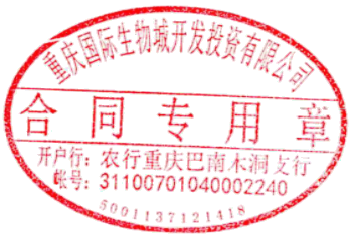 重庆国际生物城开发投资有限公司
合同专用章
开户行：农行重庆巴南木洞支行
帐号：31100701040002240
5001137121418